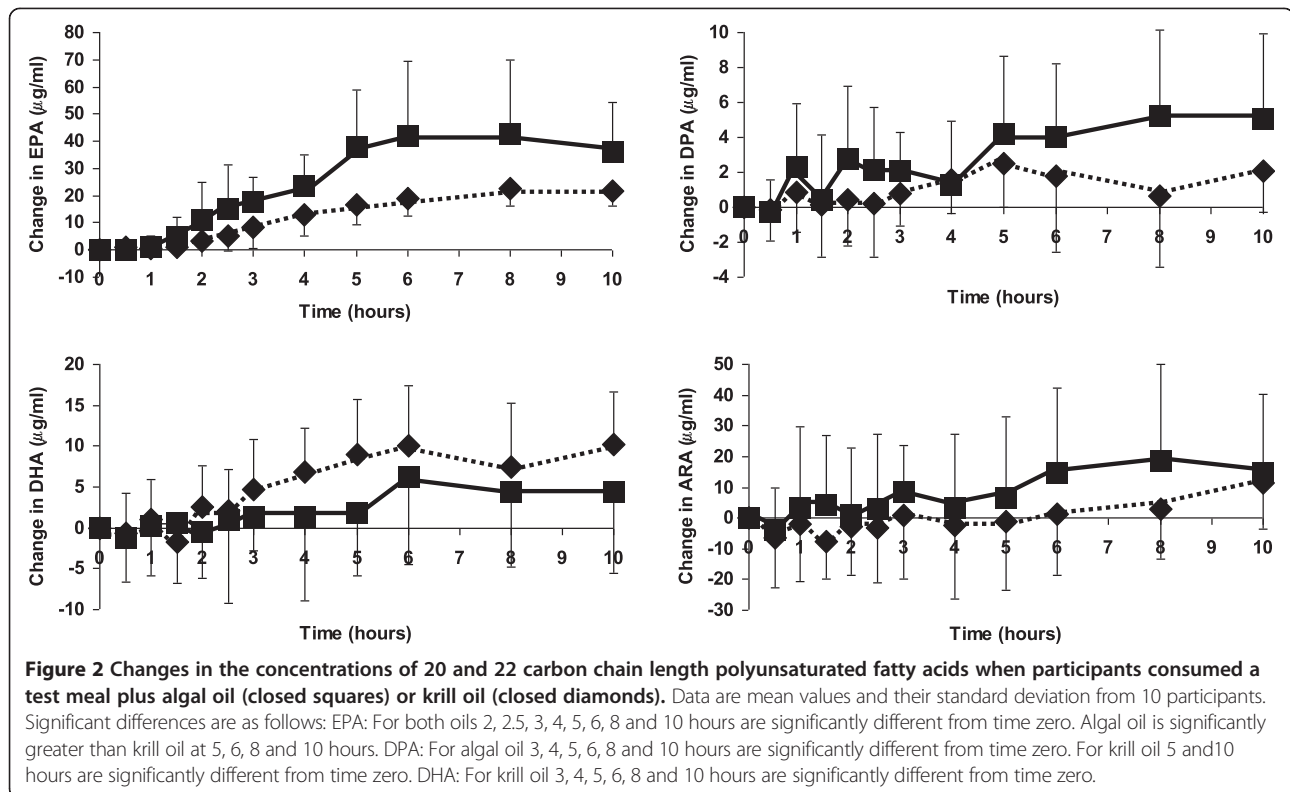 80
70
60
50
40
30
20
10
0
-10
Change in EPA (µg/ml)
0 1 2 3 4 5 6 7 8 9 10
Time (hours)
10
8
6
4
2
0
-2
-4
Change in DPA (µg/ml)
0 1 2 3 4 5 6 7 8 9 10
Time (hours)
20
15
10
5
0
-5
-10
Change in DHA (µg/ml)
0 1 2 3 4 5 6 7 8 9 10
Time (hours)
50
40
30
20
10
0
-10
-20
-30
Change in ARA (µg/ml)
0 1 2 3 4 5 6 7 8 9 10
Time (hours)
Figure 2 Changes in the concentrations of 20 and 22 carbon chain length polyunsaturated fatty acids when participants consumed a
test meal plus algal oil (closed squares) or krill oil (closed diamonds). Data are mean values and their standard deviation from 10 participants.
Significant differences are as follows: EPA: For both oils 2, 2.5, 3, 4, 5, 6, 8 and 10 hours are significantly different from time zero. Algal oil is significantly
greater than krill oil at 5, 6, 8 and 10 hours. DPA: For algal oil 3, 4, 5, 6, 8 and 10 hours are significantly different from time zero. For krill oil 5 and10
hours are significantly different from time zero. DHA: For krill oil 3, 4, 5, 6, 8 and 10 hours are significantly different from time zero.